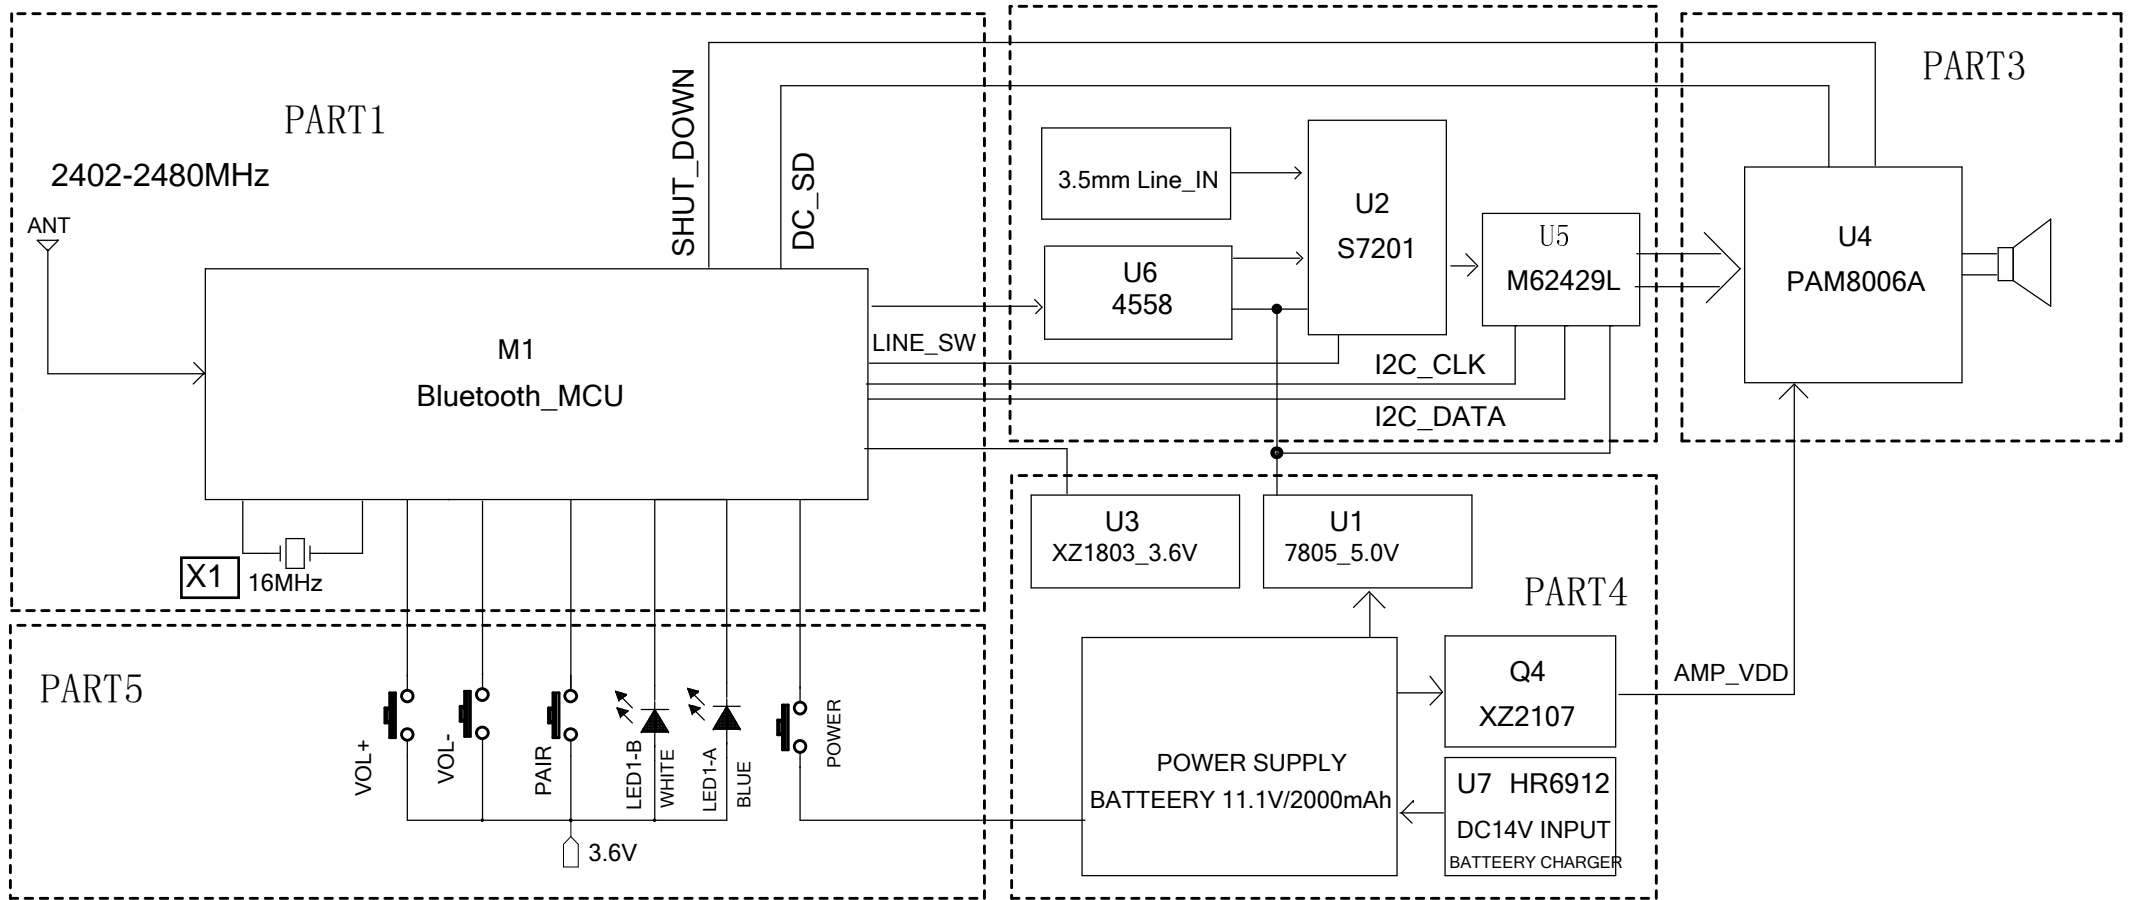 PART1
2402-2480MHz
ANT
SHUT_DOWN
DC_SD
M1
Bluetooth_MCU
X1
16MHz
LINE_SW
3.5mm Line_IN
U6
4558
U2
S7201
U5
M62429L
I2C_CLK
I2C_DATA
PART3
U4
PAM8006A
U3
XZ1803_3.6V
U1
7805_5.0V
PART4
POWER SUPPLY
BATTEERY 11.1V/2000mAh
Q4
XZ2107
AMP_VDD
U7 HR6912
DC14V INPUT
BATTEERY CHARGER
PART5
VOL+
VOL-
PAIR
LED1-B
WHITE
LED1-A
BLUE
POWER
3.6V